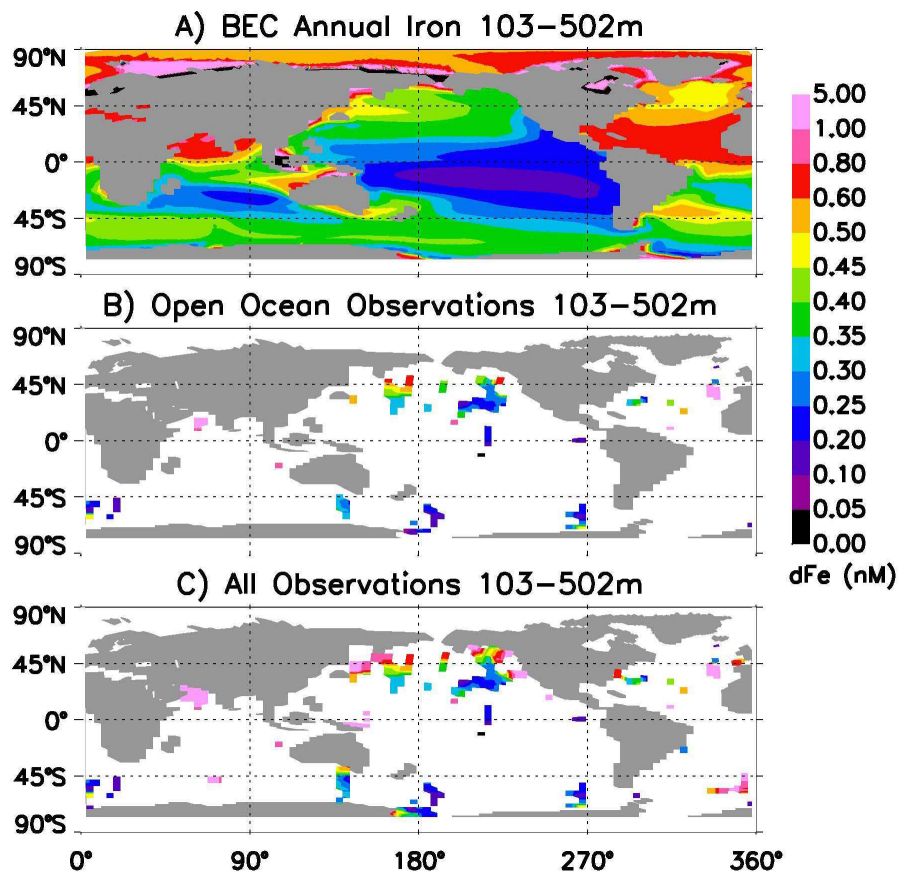 A) BEC Annual Iron 103-502m
90°N
45°N
0°
45°S
90°S
B) Open Ocean Observations 103-502m
90°N
45°N
0°
45°S
90°S
C) All Observations 103-502m
90°N
45°N
0°
45°S
90°S
0° 90° 180° 270° 360°
5.00
1.00
0.80
0.60
0.50
0.45
0.40
0.35
0.30
0.25
0.20
0.10
0.05
0.00
dFe (nM)